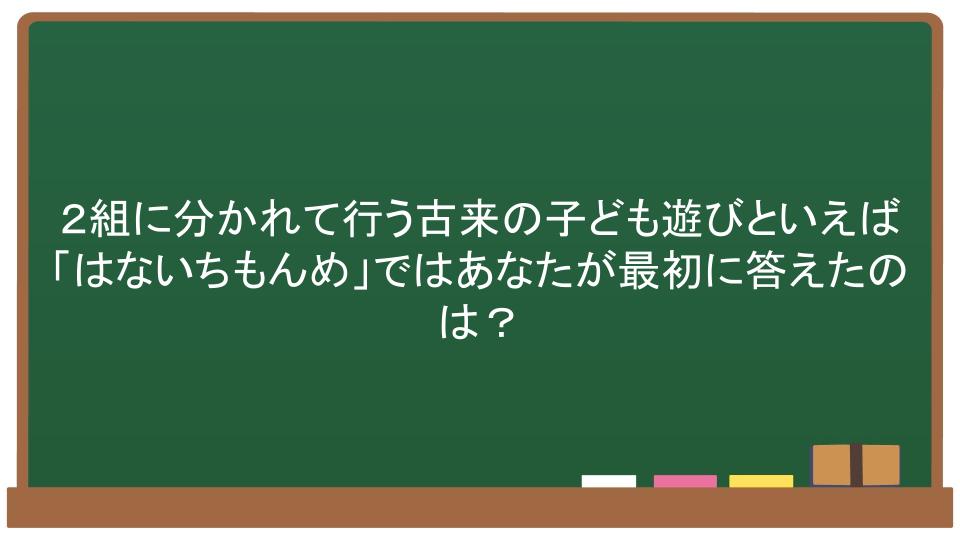 ２組に分かれて行う古来の子ども遊びといえば
「はないちもんめ」ではあなたが最初に答えたの
は？